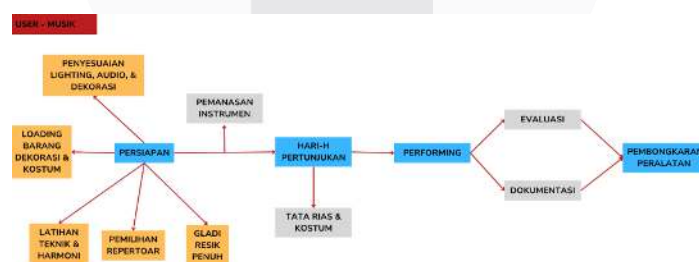 USER - MUSIK
PENYESUAIAN
LIGHTING, AUDIO, &
DEKORASI
PEMANASAN
INSTRUMEN
LOADING
BARANG
DEKORASI &
KOSTUM
PERSIAPAN
HARI-H
PERTUNJUKAN
PERFORMING
EVALUASI
DOKUMENTASI
PEMBONGKARAN
PERALATAN
TATA RIAS &
KOSTUM
LATIHAN
TEKNIK &
HARMONI
PEMILIHAN
REPERTOAR
GLADI
RESIK
PENUH